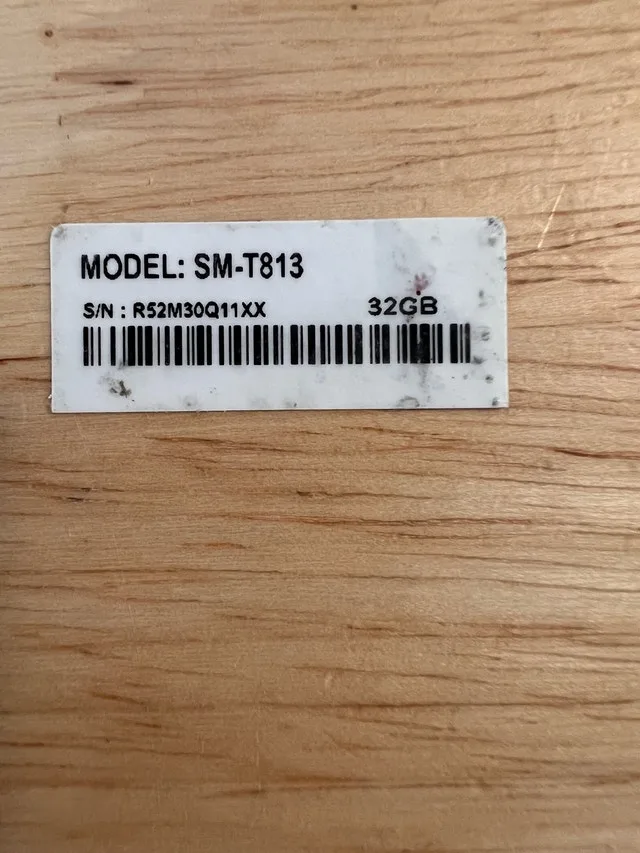 MODEL: SM-T813
S/N : R52M30Q11XX
32GB